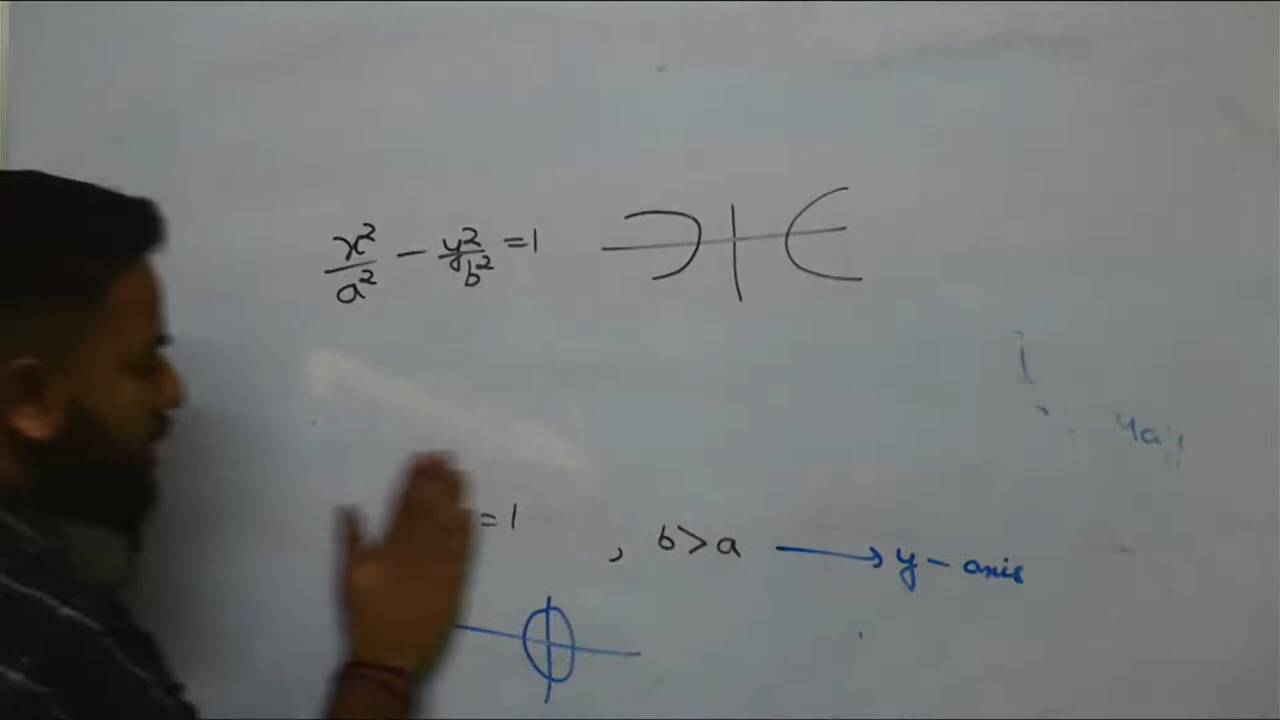 x²/a² - y²/b² = 1
= 1
, b > a → y - axis